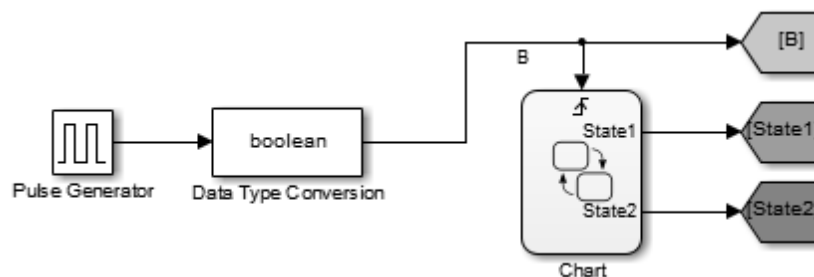 [B]
B
boolean
State1
[State1
State2
[State2
Pulse Generator
Data Type Conversion
Chart